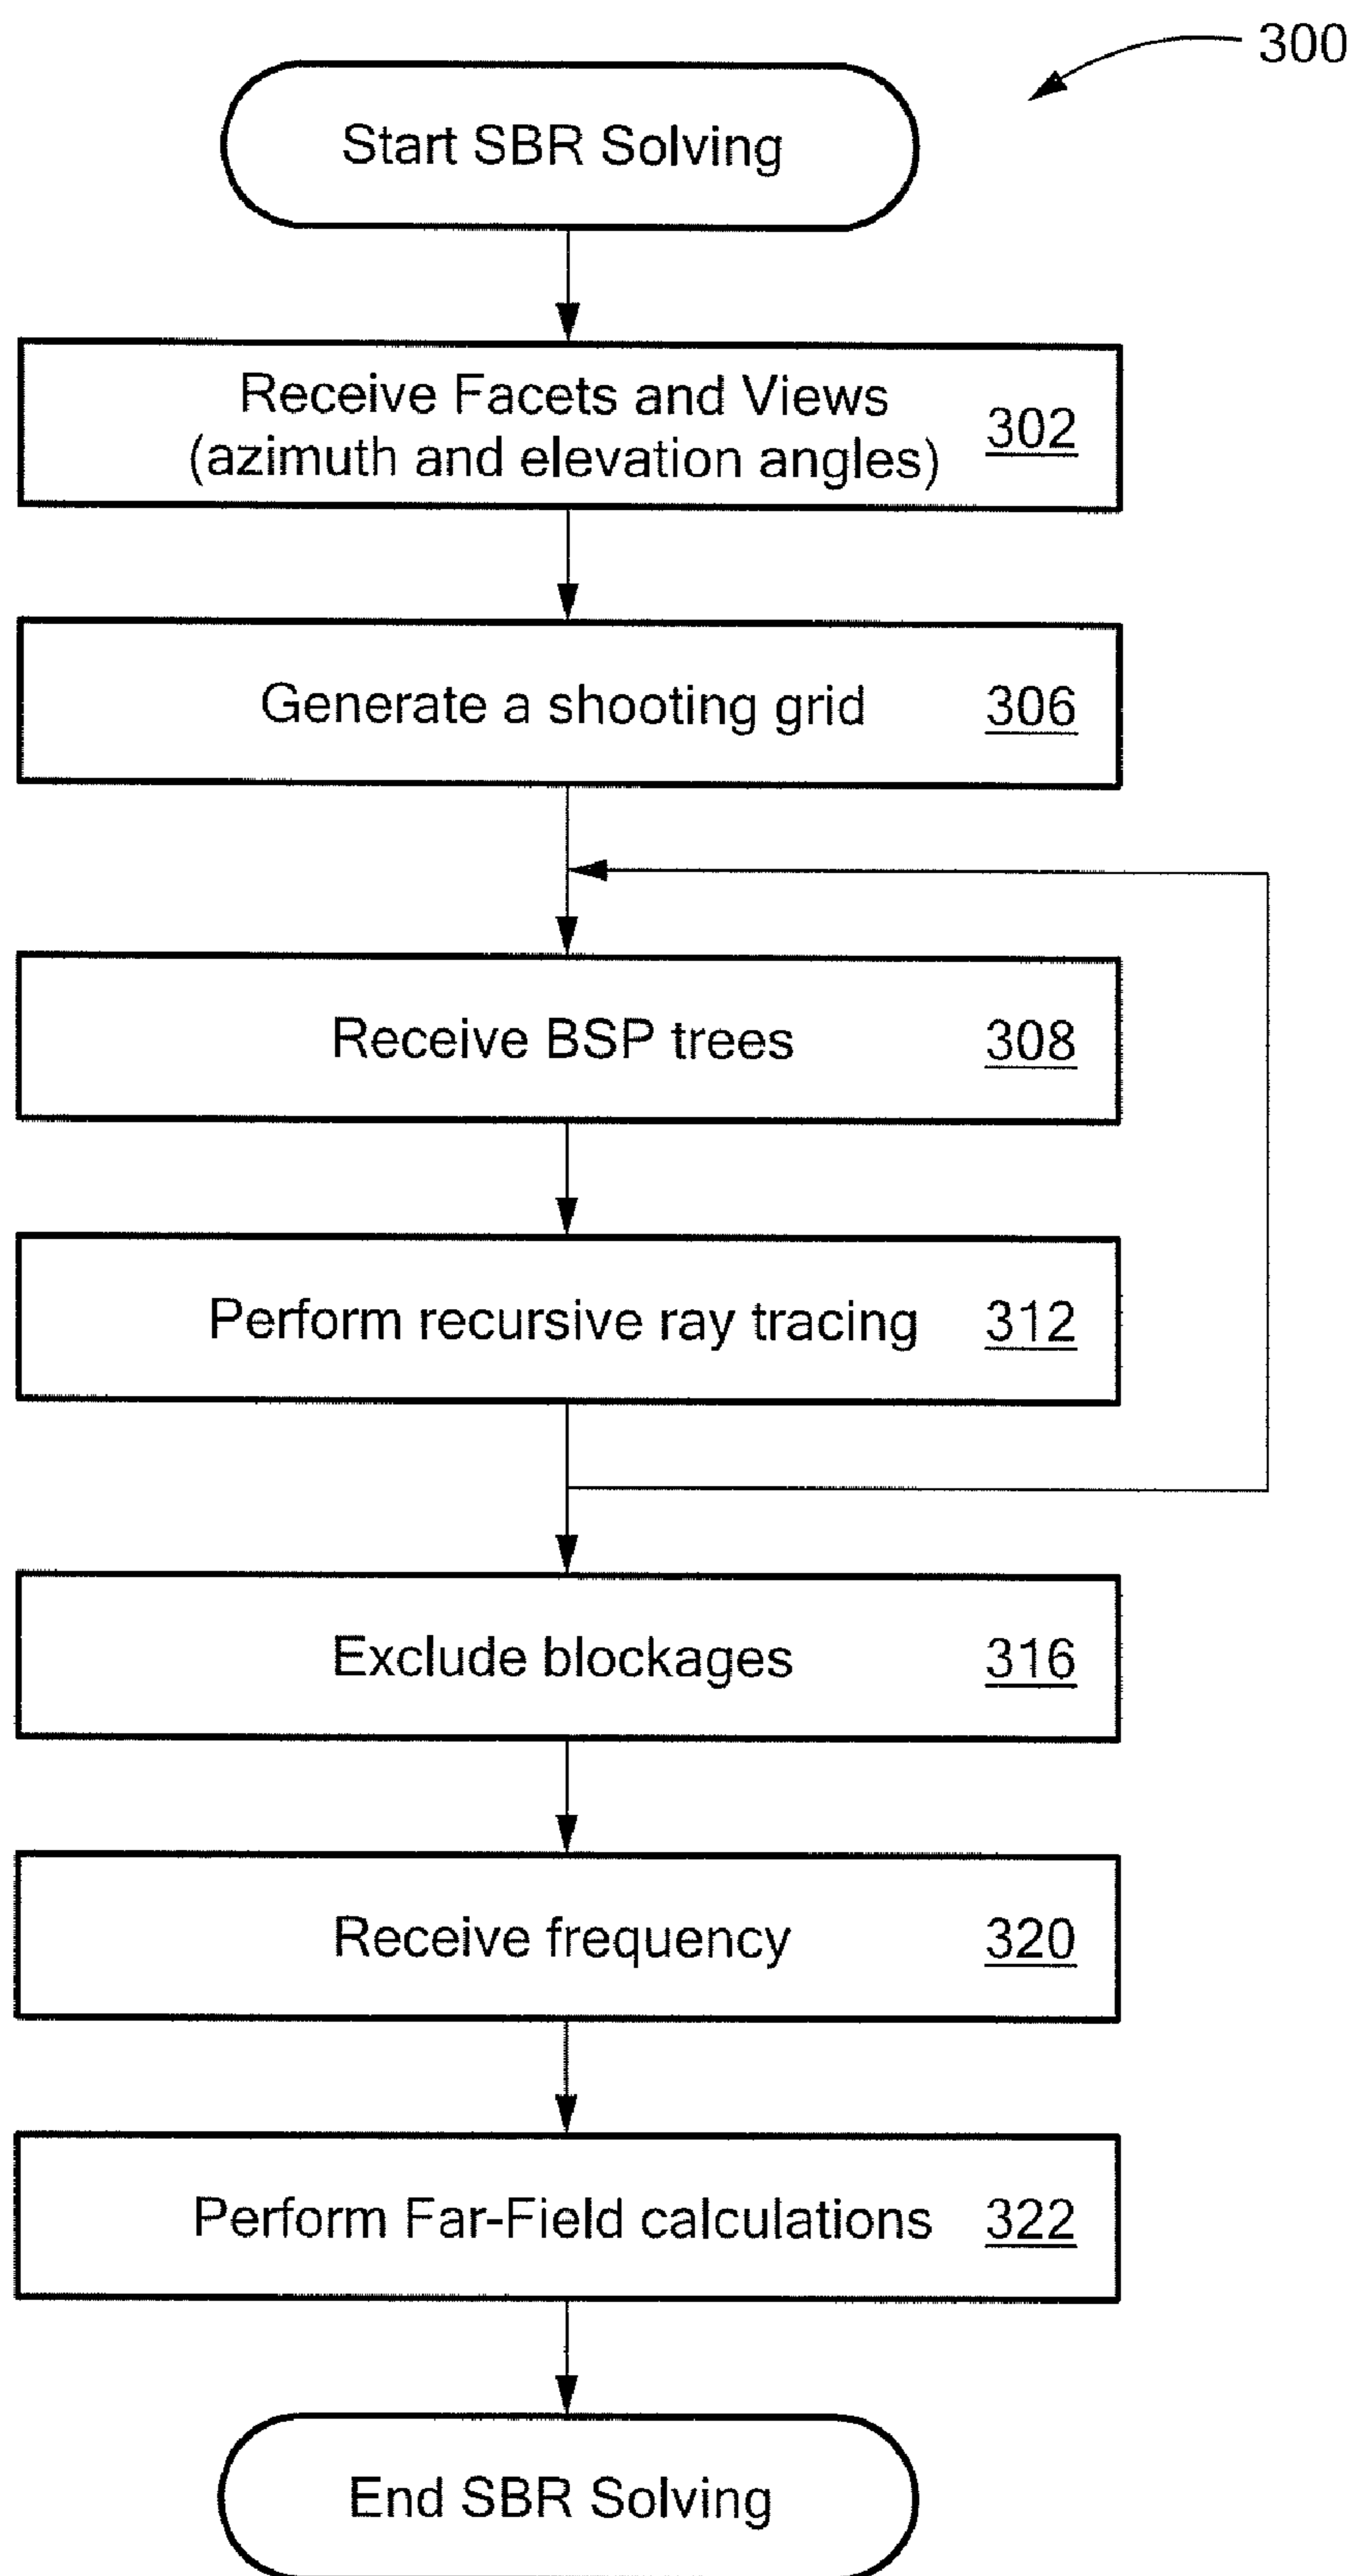 300
Start SBR Solving
Receive Facets and Views
(azimuth and elevation angles)
302
Generate a shooting grid
306
Receive BSP trees
308
Perform recursive ray tracing
312
Exclude blockages
316
Receive frequency
320
Perform Far-Field calculations
322
End SBR Solving